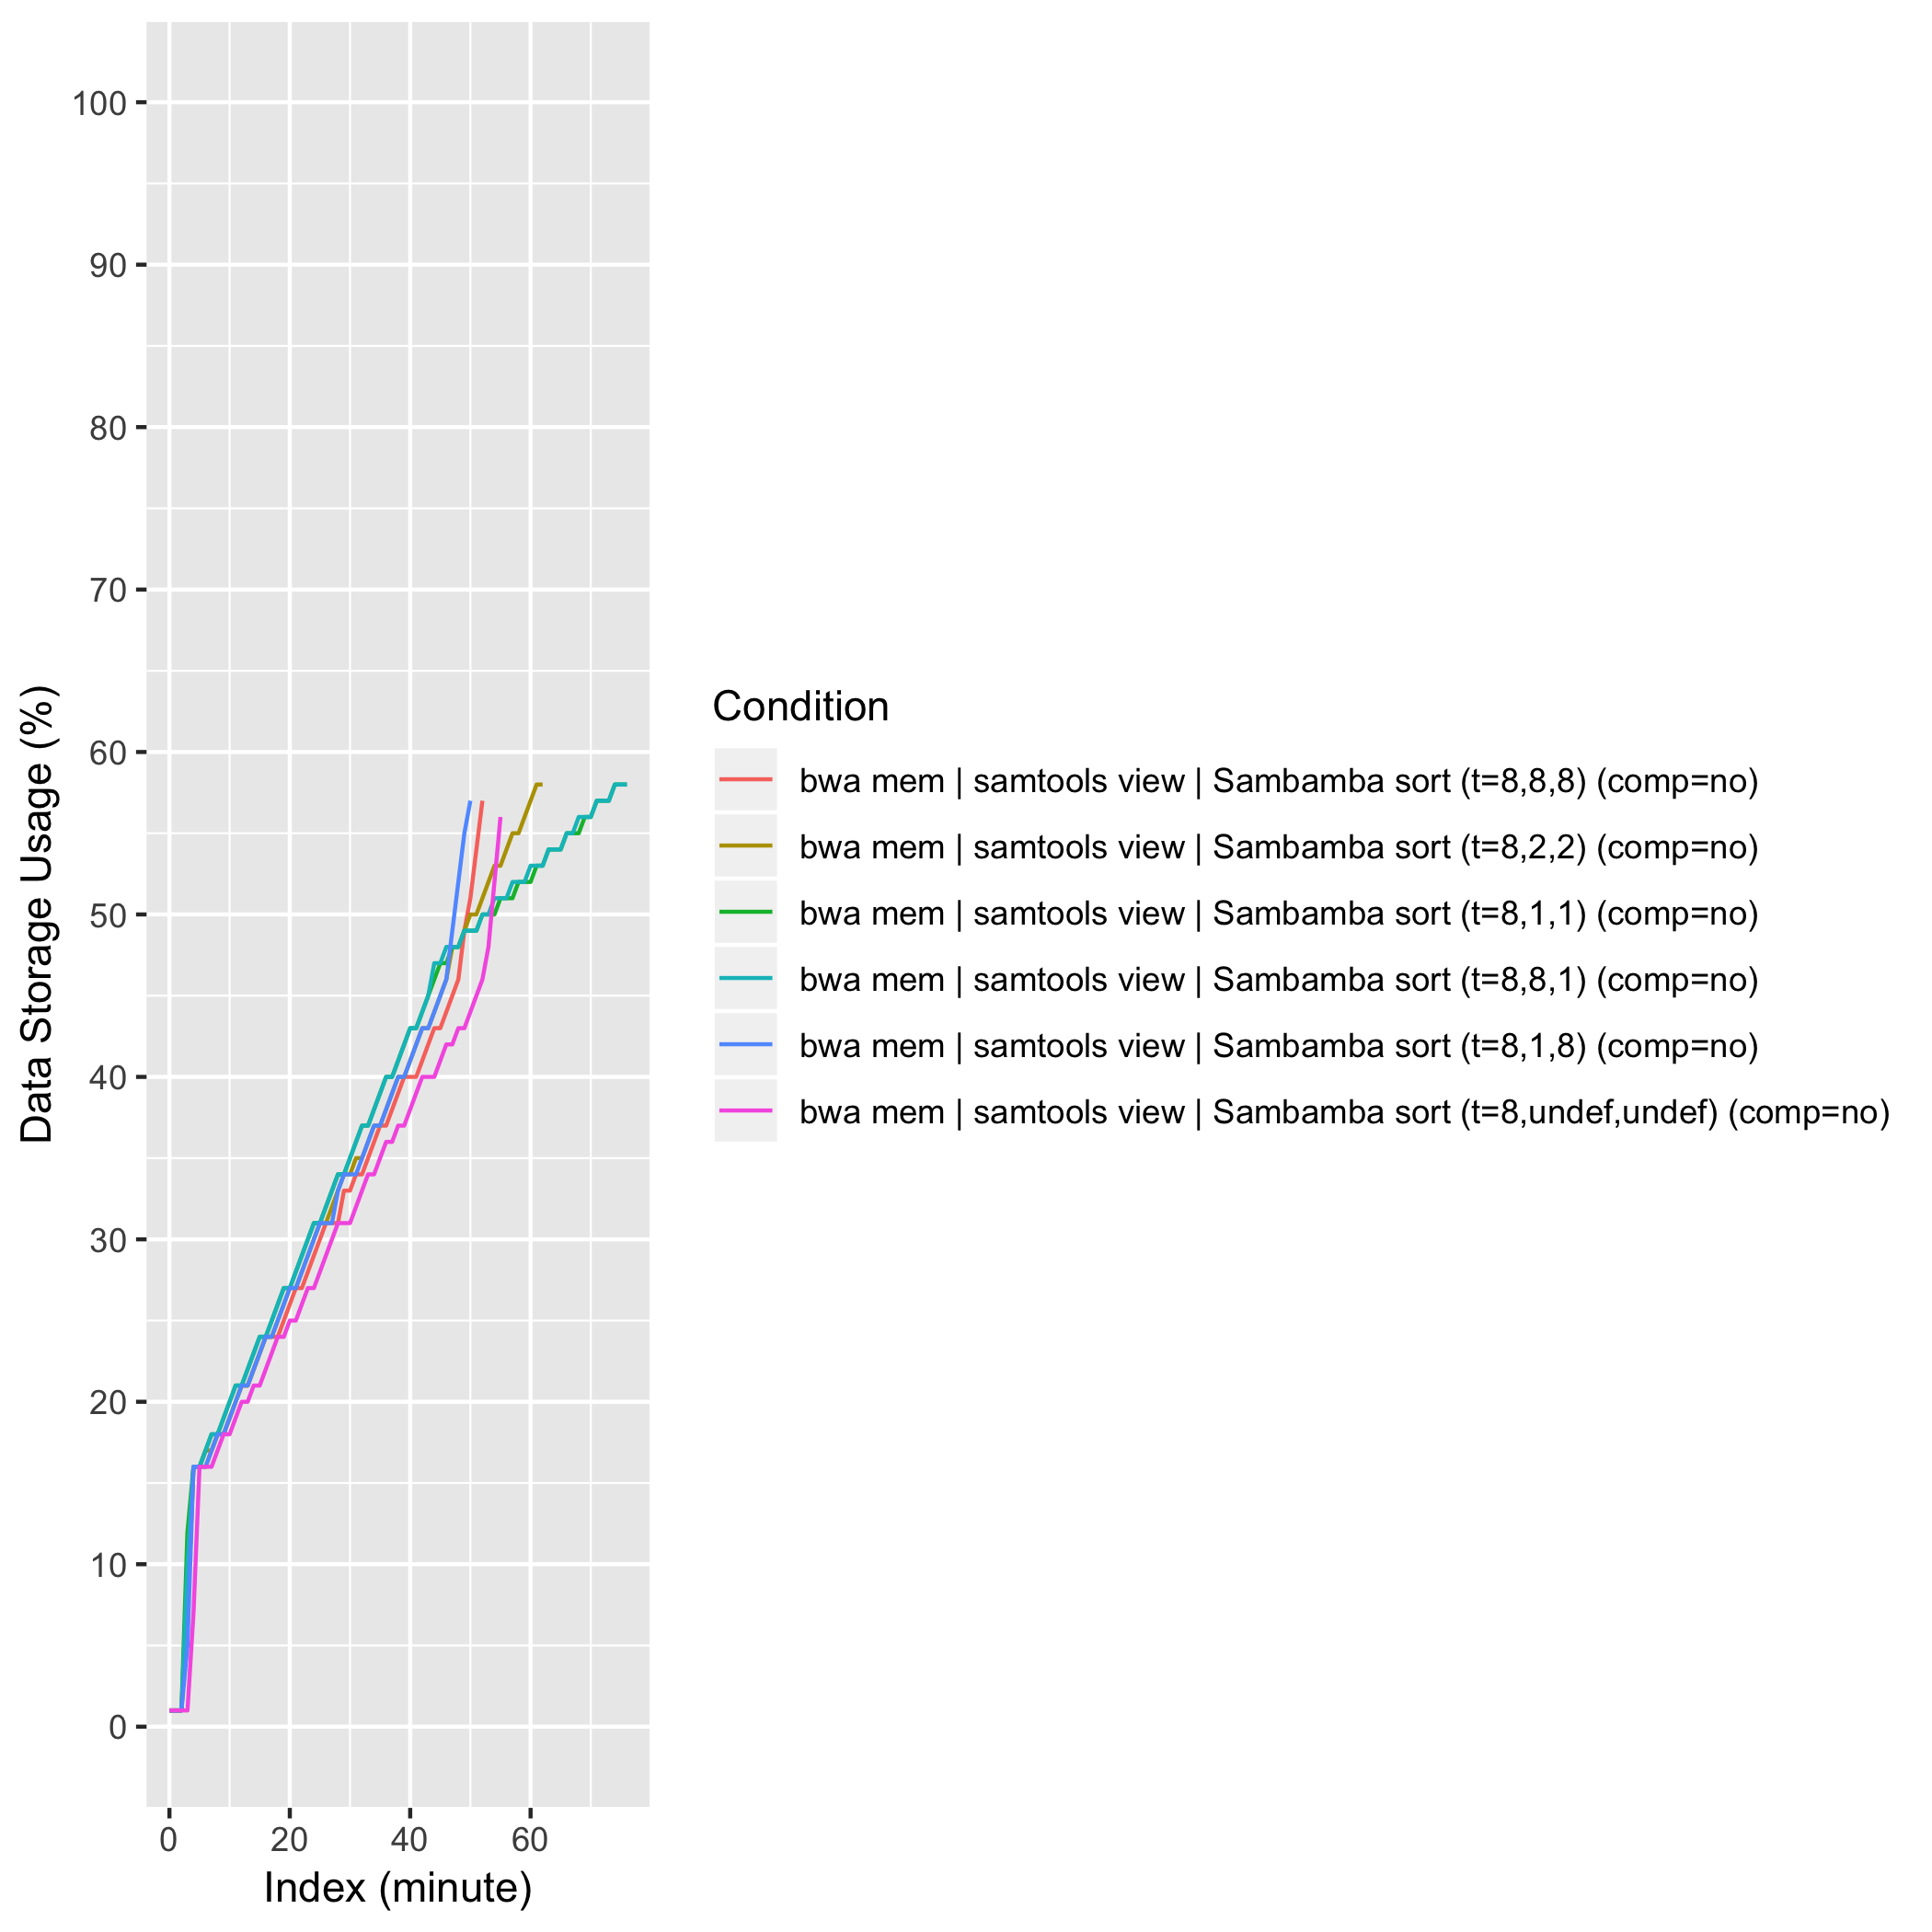 100
90
80
70
60
50
40
30
20
10
0
Data Storage Usage (%)
0 20 40 60
Index (minute)
Condition
bwa mem | samtools view | Sambamba sort (t=8,8,8) (comp=no)
bwa mem | samtools view | Sambamba sort (t=8,2,2) (comp=no)
bwa mem | samtools view | Sambamba sort (t=8,1,1) (comp=no)
bwa mem | samtools view | Sambamba sort (t=8,8,1) (comp=no)
bwa mem | samtools view | Sambamba sort (t=8,1,8) (comp=no)
bwa mem | samtools view | Sambamba sort (t=8,undef,undef) (comp=no)